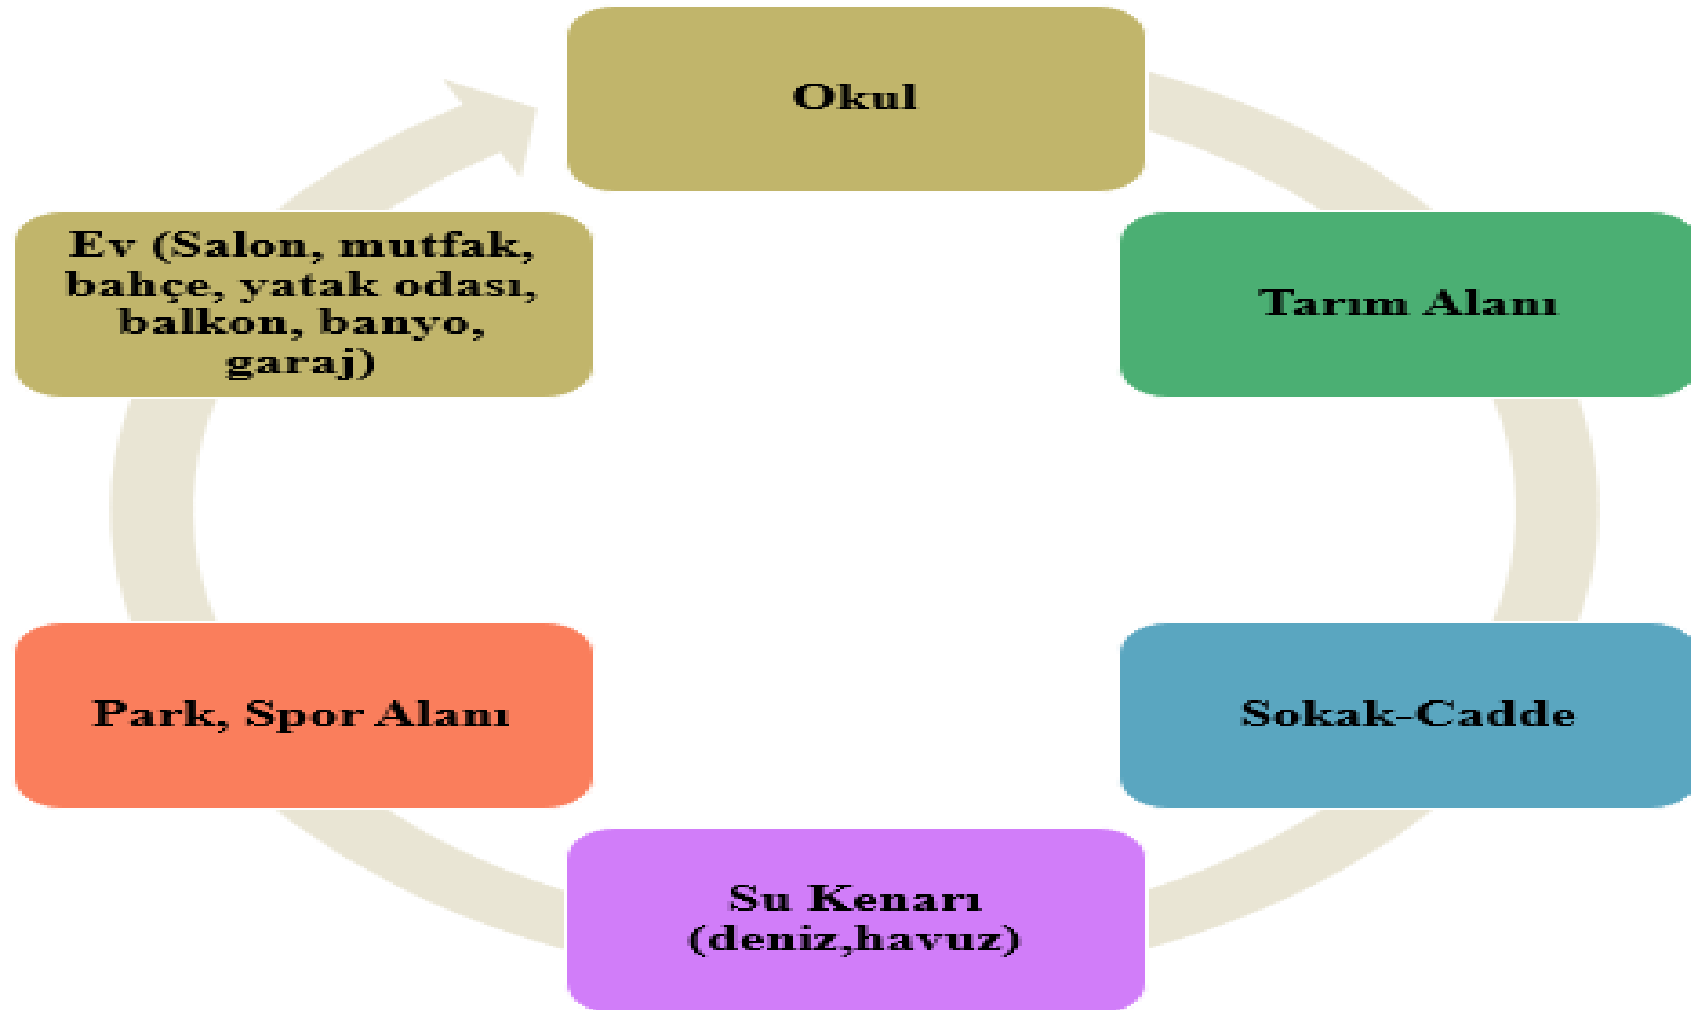 Okul
Tarım Alanı
Sokak-Cadde
Su Kenarı
(deniz,havuz)
Park, Spor Alanı
Ev (Salon, mutfak,
bahçe, yatak odası,
balkon, banyo,
garaj)